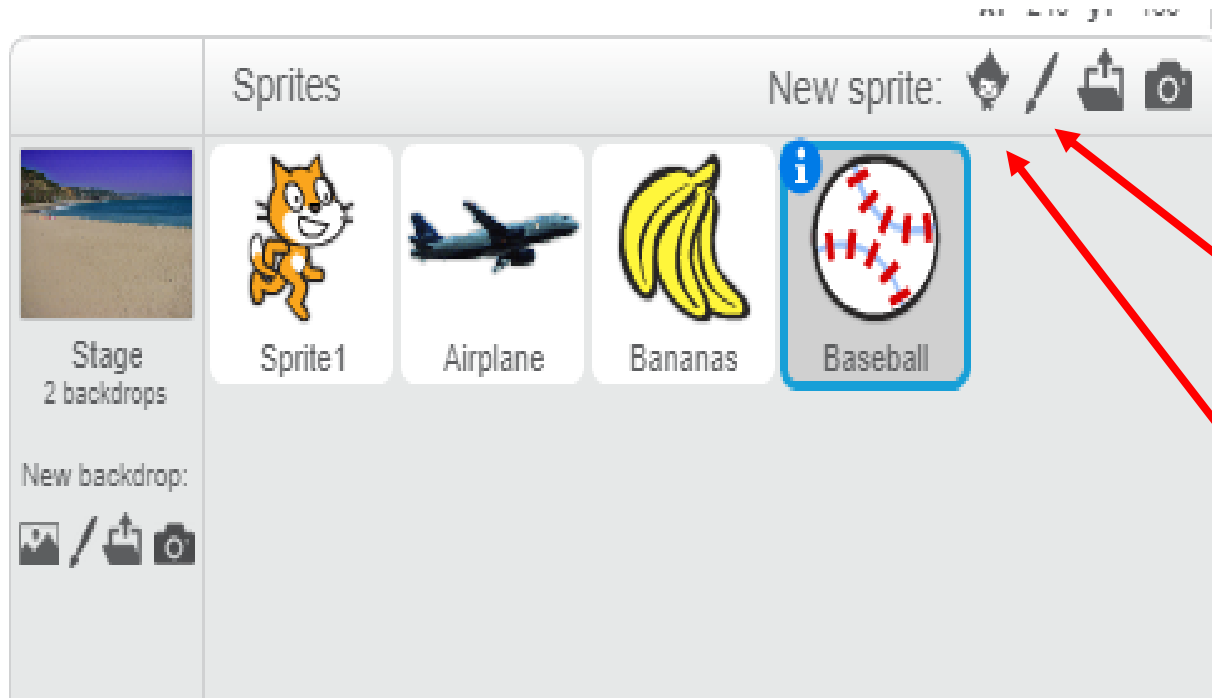 Sprites
New sprite:
Sprite1
Airplane
Bananas
Baseball
Stage
2 backdrops
New backdrop: